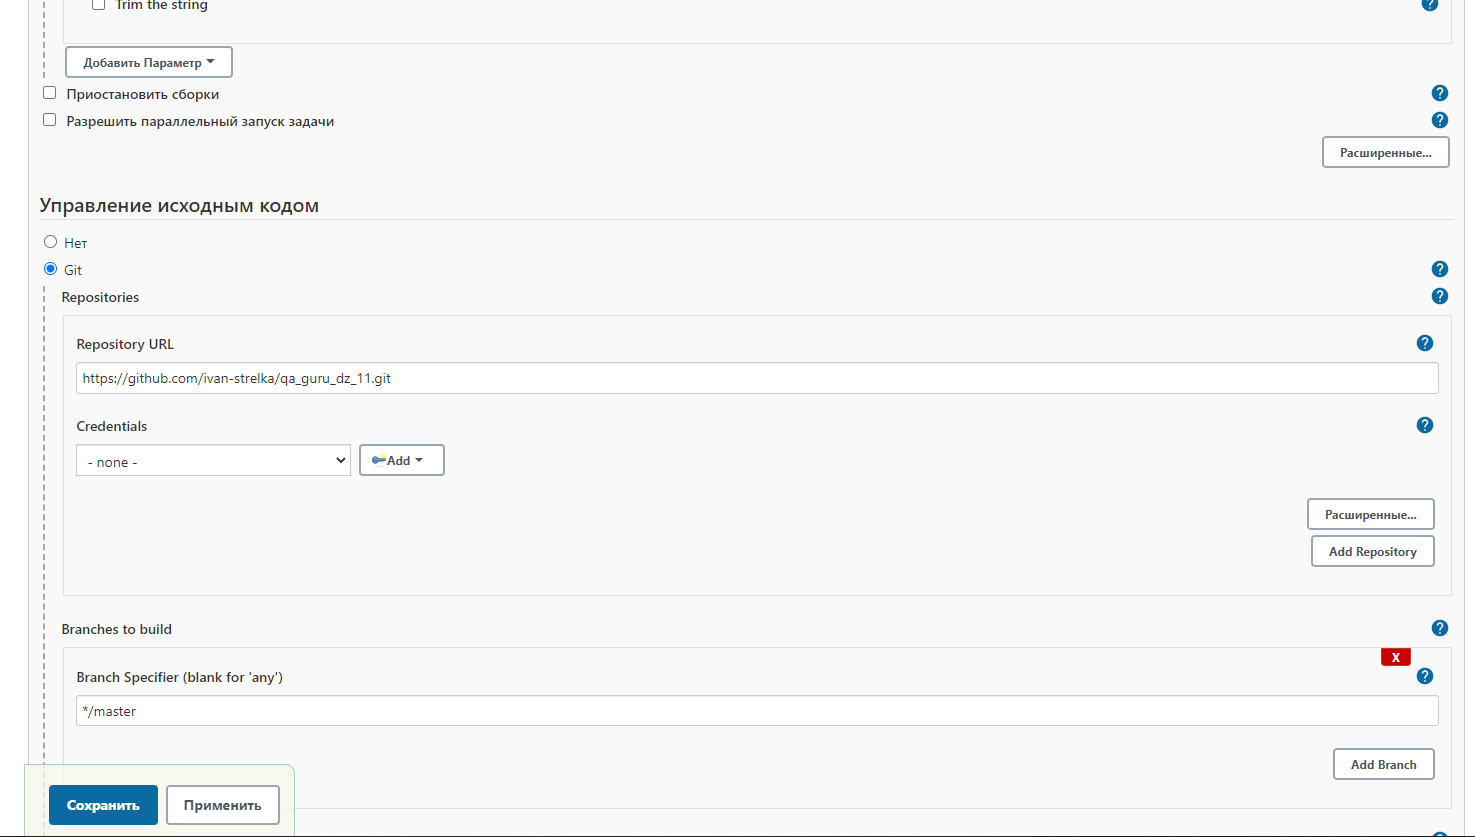 Trim the string
Добавить Параметр
Приостановить сборки
Разрешить параллельный запуск задачи
Расширенные...
Управление исходным кодом
Нет
Git
Repositories
Repository URL
https://github.com/ivan-strelka/qa_guru_dz_11.git
Credentials
- none -
Add
Расширенные...
Add Repository
Branches to build
X
Branch Specifier (blank for 'any')
*/master
Add Branch
Сохранить
Применить